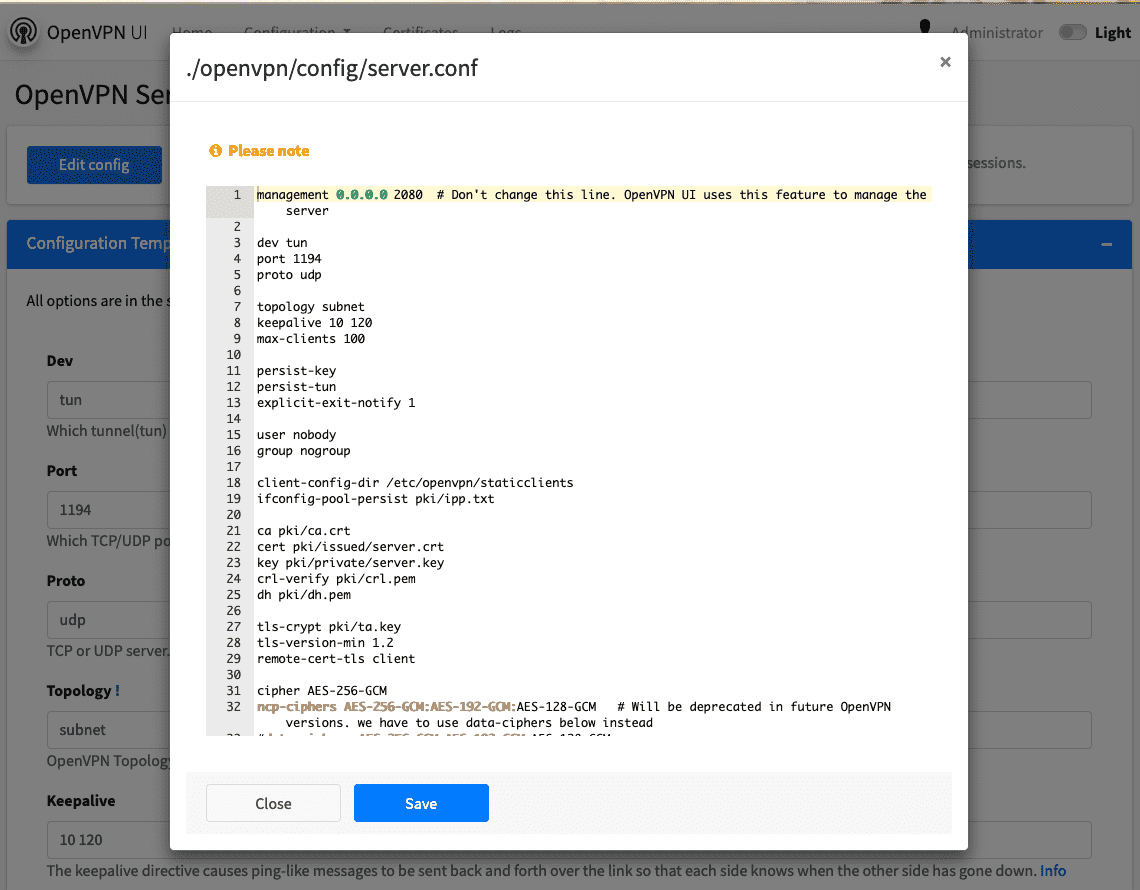 OpenVPN UI
Home Configuration Certificates Logs
Administrator
Light
./openvpn/config/server.conf
×
OpenVPN Ser
Please note
Edit config
sessions.
1 management 0.0.0.0 2080 # Don't change this line. OpenVPN UI uses this feature to manage the
server
2
3 dev tun
4 port 1194
5 proto udp
6
7 topology subnet
8 keepalive 10 120
9 max-clients 100
10
11 persist-key
12 persist-tun
13 explicit-exit-notify 1
14
15 user nobody
16 group nogroup
17
18 client-config-dir /etc/openvpn/staticclients
19 ifconfig-pool-persist pki/ipp.txt
20
21 ca pki/ca.crt
22 cert pki/issued/server.crt
23 key pki/private/server.key
24 crl-verify pki/crl.pem
25 dh pki/dh.pem
26
27 tls-crypt pki/ta.key
28 tls-version-min 1.2
29 remote-cert-tls client
30
31 cipher AES-256-GCM
32 ncp-ciphers AES-256-GCM:AES-192-GCM:AES-128-GCM # Will be deprecated in future OpenVPN
versions. we have to use data-ciphers below instead
Close
Save
Configuration Temp
All options are in the s
Dev
tun
Which tunnel(tun)
Port
1194
Which TCP/UDP po
Proto
udp
TCP or UDP server.
Topology !
subnet
OpenVPN Topology
Keepalive
10 120
The keepalive directive causes ping-like messages to be sent back and forth over the link so that each side knows when the other side has gone down. Info